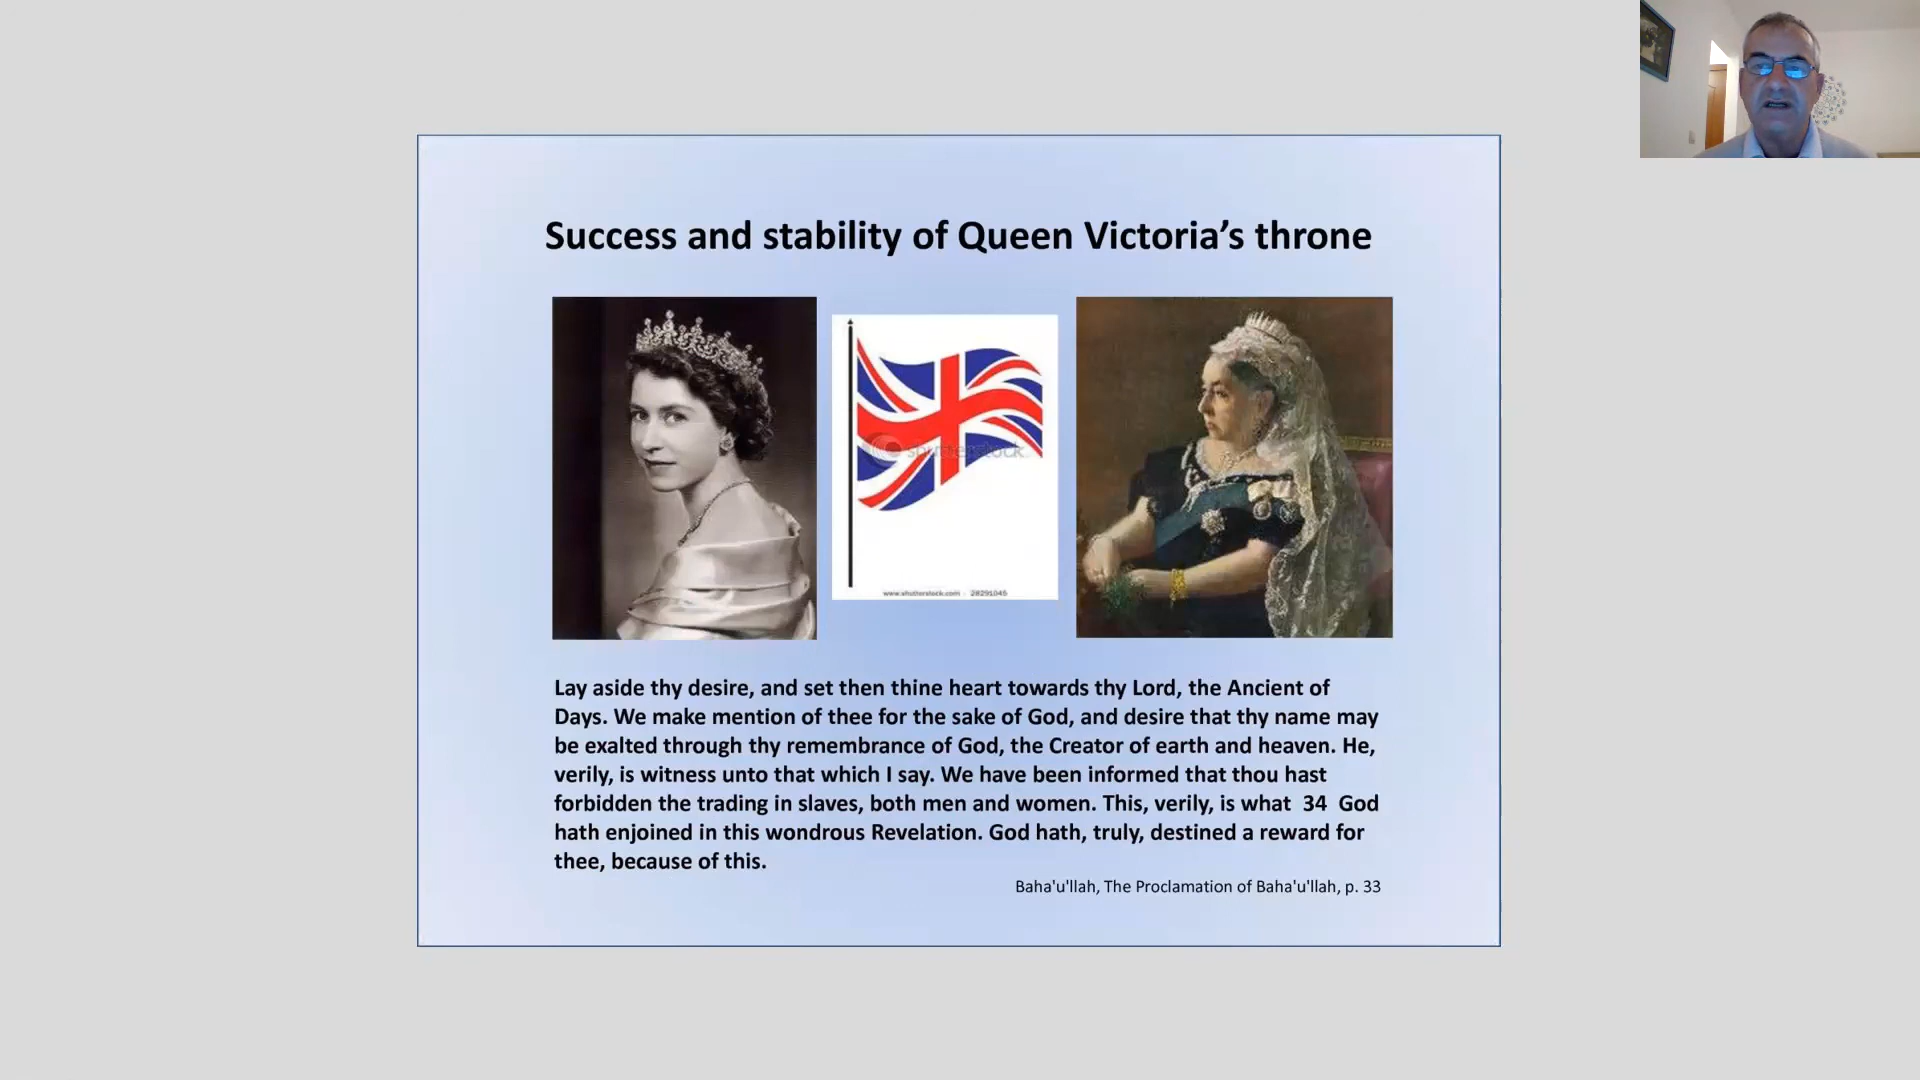 Success and stability of Queen Victoria’s throne
shutterstock
www.shutterstock.com · 28291045
Lay aside thy desire, and set then thine heart towards thy Lord, the Ancient of
Days. We make mention of thee for the sake of God, and desire that thy name may
be exalted through thy remembrance of God, the Creator of earth and heaven. He,
verily, is witness unto that which I say. We have been informed that thou hast
forbidden the trading in slaves, both men and women. This, verily, is what  34  God
hath enjoined in this wondrous Revelation. God hath, truly, destined a reward for
thee, because of this.
Baha'u'llah, The Proclamation of Baha'u'llah, p. 33